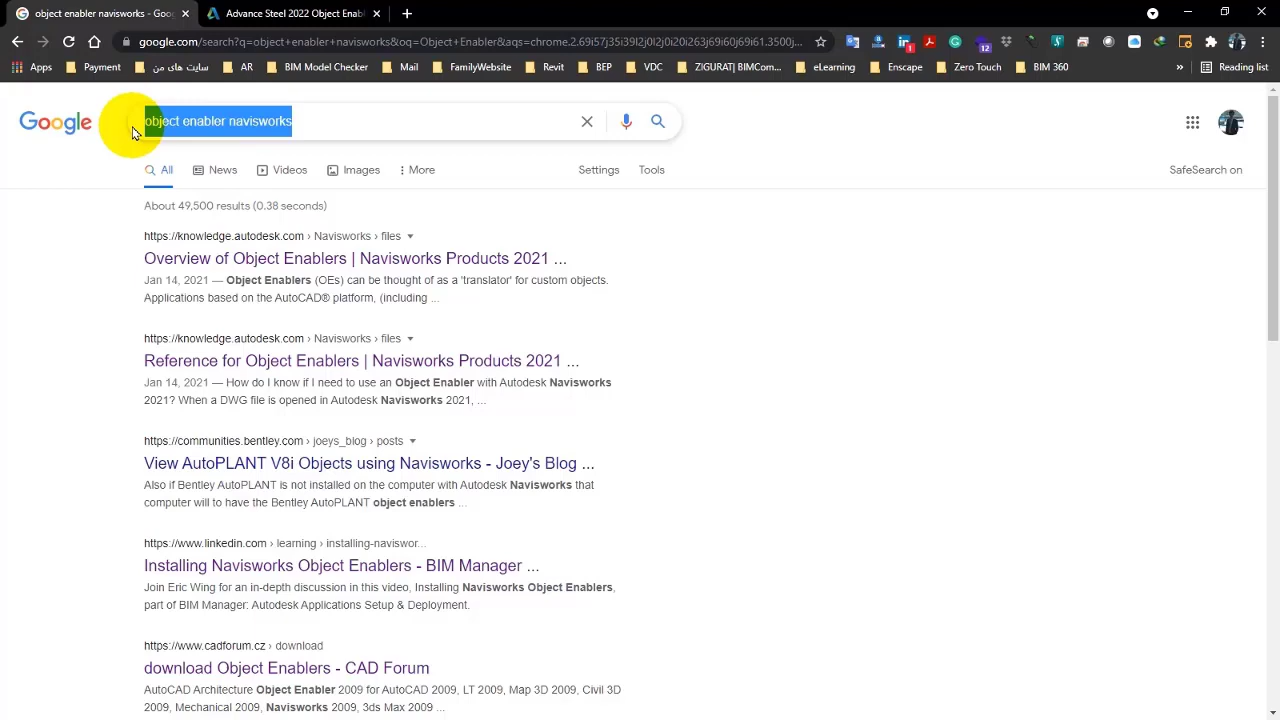 object enabler navisworks - Goo
Advance Steel 2022 Object Enabl
google.com/search?q=object+enabler+navisworks&oq=Object+Enabler&aqs=chrome.2.69i57j35i39l2j0l2j0i20i263j69i60j69i61.3500j...
Apps
Payment
سایت های من
AR
BIM Model Checker
Mail
FamilyWebsite
Revit
BEP
VDC
ZIGURAT| BIMCom...
eLearning
Enscape
Zero Touch
BIM 360
»
Reading list
Google
object enabler navisworks
All
News
Videos
Images
More
Settings
Tools
SafeSearch on
About 49,500 results (0.38 seconds)
https://knowledge.autodesk.com › Navisworks › files
Overview of Object Enablers | Navisworks Products 2021 ...
Jan 14, 2021 — Object Enablers (OEs) can be thought of as a 'translator' for custom objects.
Applications based on the AutoCAD® platform, (including ...
https://knowledge.autodesk.com › Navisworks › files
Reference for Object Enablers | Navisworks Products 2021 ...
Jan 14, 2021 — How do I know if I need to use an Object Enabler with Autodesk Navisworks
2021? When a DWG file is opened in Autodesk Navisworks 2021, ...
https://communities.bentley.com › joeys_blog › posts
View AutoPLANT V8i Objects using Navisworks - Joey's Blog ...
Also if Bentley AutoPLANT is not installed on the computer with Autodesk Navisworks that
computer will to have the Bentley AutoPLANT object enablers ...
https://www.linkedin.com › learning › installing-naviswor...
Installing Navisworks Object Enablers - BIM Manager ...
Join Eric Wing for an in-depth discussion in this video, Installing Navisworks Object Enablers,
part of BIM Manager: Autodesk Applications Setup & Deployment.
https://www.cadforum.cz › download
download Object Enablers - CAD Forum
AutoCAD Architecture Object Enabler 2009 for AutoCAD 2009, LT 2009, Map 3D 2009, Civil 3D
2009, Mechanical 2009, Navisworks 2009, 3ds Max 2009 ...